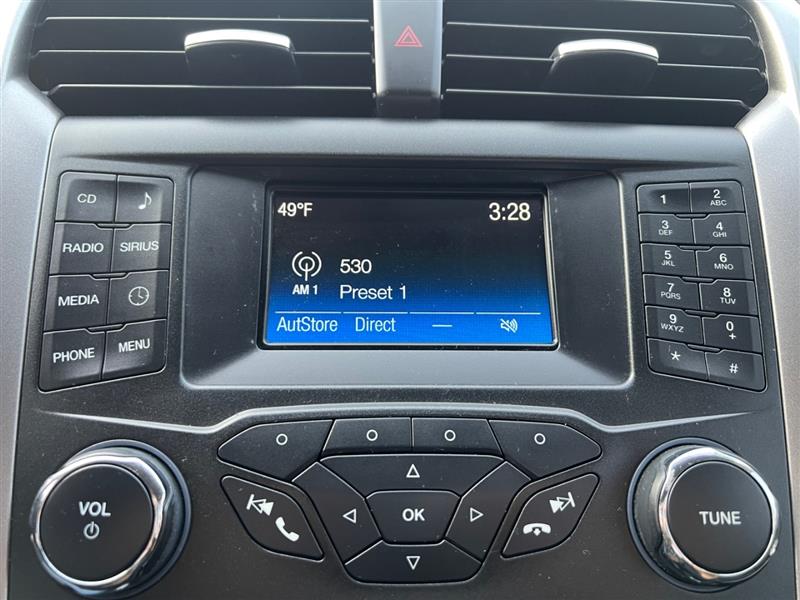 49°F 3:28
530
AM 1 Preset 1
AutStore Direct —
CD
RADIO SIRIUS
MEDIA
PHONE MENU
1 2 ABC
3 DEF 4 GHI
5 JKL 6 MNO
7 PQRS 8 TUV
9 WXYZ 0 +
* #
VOL
OK
TUNE